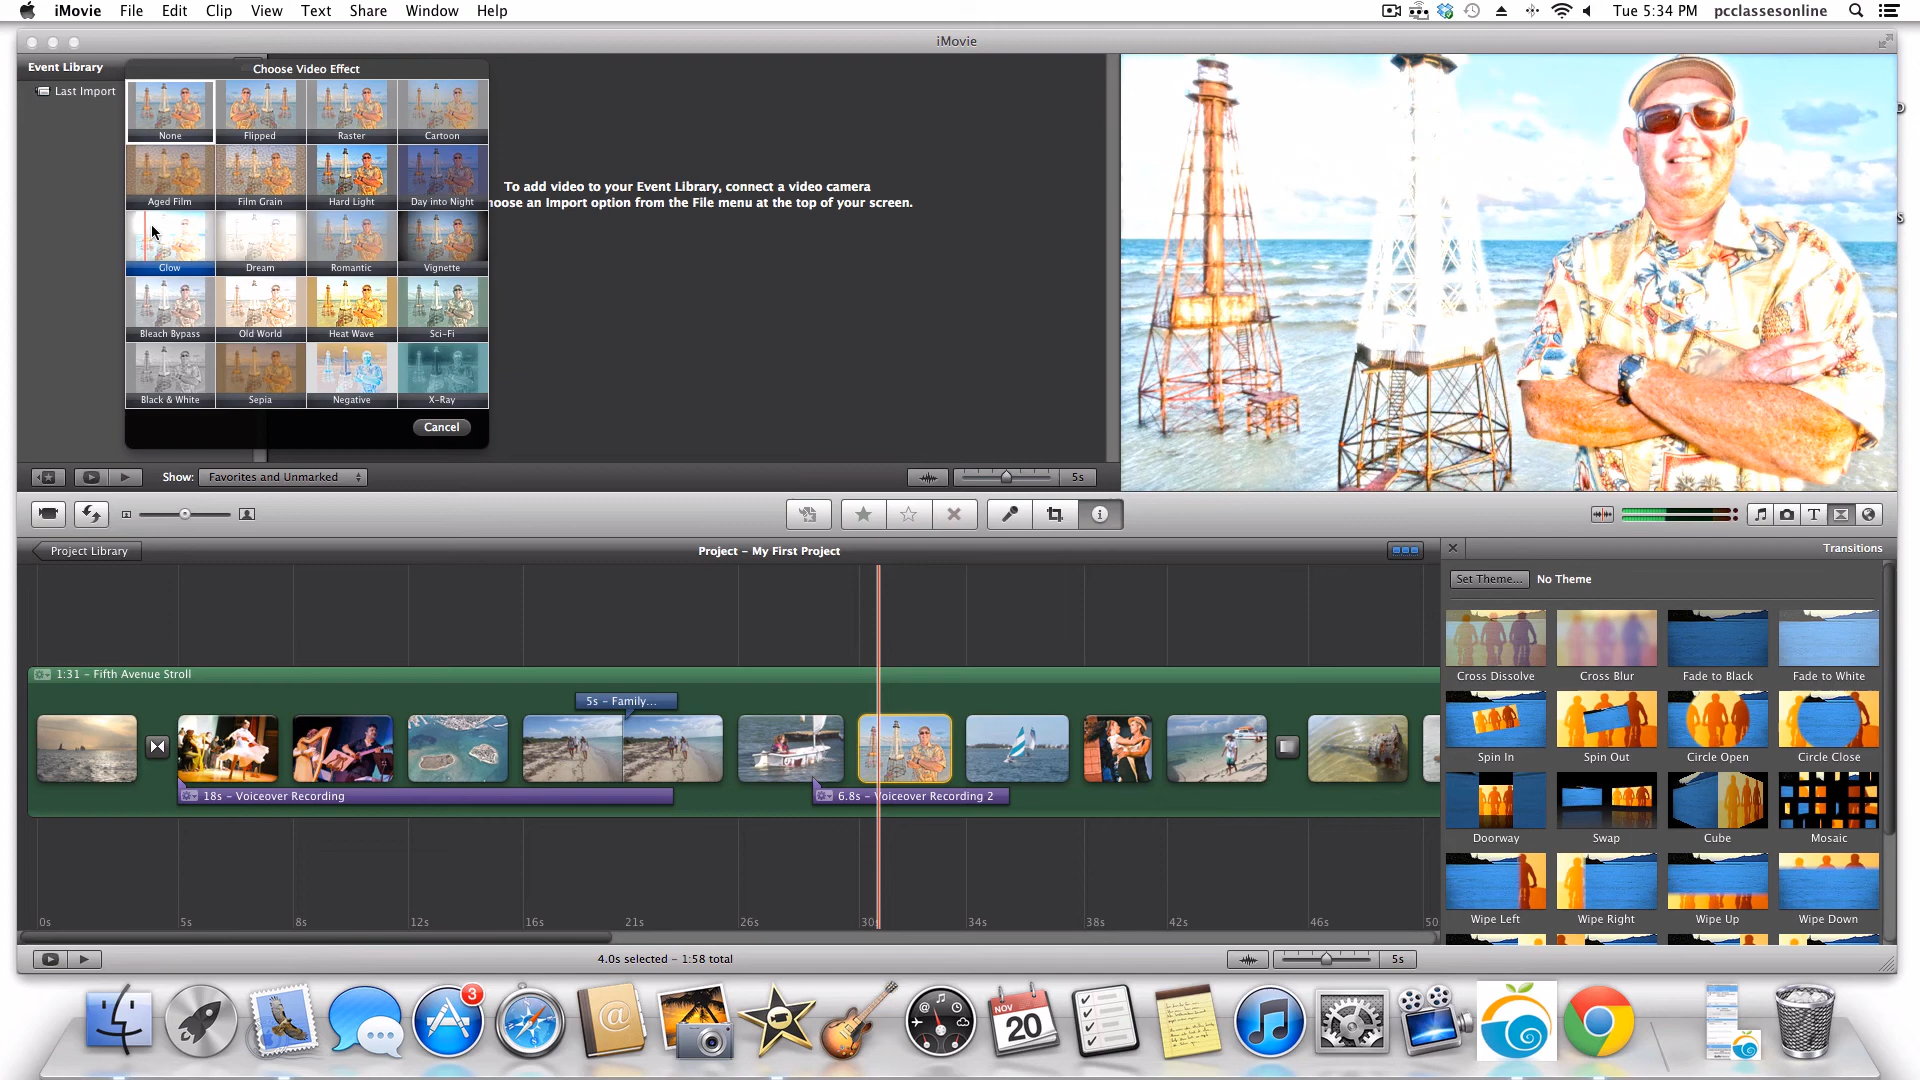 iMovie File Edit Clip View Text Share Window Help
Tue 5:34 PM pcclassesonline
iMovie
Event Library
Last Import
Choose Video Effect
None Flipped Raster Cartoon
Aged Film Film Grain Hard Light Day into Night
Glow Dream Romantic Vignette
Bleach Bypass Old World Heat Wave Sci-Fi
Black & White Sepia Negative X-Ray
Cancel
To add video to your Event Library, connect a video camera
oose an Import option from the File menu at the top of your screen.
Show: Favorites and Unmarked
5s
Project Library
Project – My First Project
Transitions
Set Theme... No Theme
1:31 – Fifth Avenue Stroll
5s – Family...
18s – Voiceover Recording
6.8s – Voiceover Recording 2
0s 5s 8s 12s 16s 21s 26s 30s 34s 38s 42s 46s 50
Cross Dissolve Cross Blur Fade to Black Fade to White
Spin In Spin Out Circle Open Circle Close
Doorway Swap Cube Mosaic
Wipe Left Wipe Right Wipe Up Wipe Down
4.0s selected – 1:58 total
5s
3
NOV
20